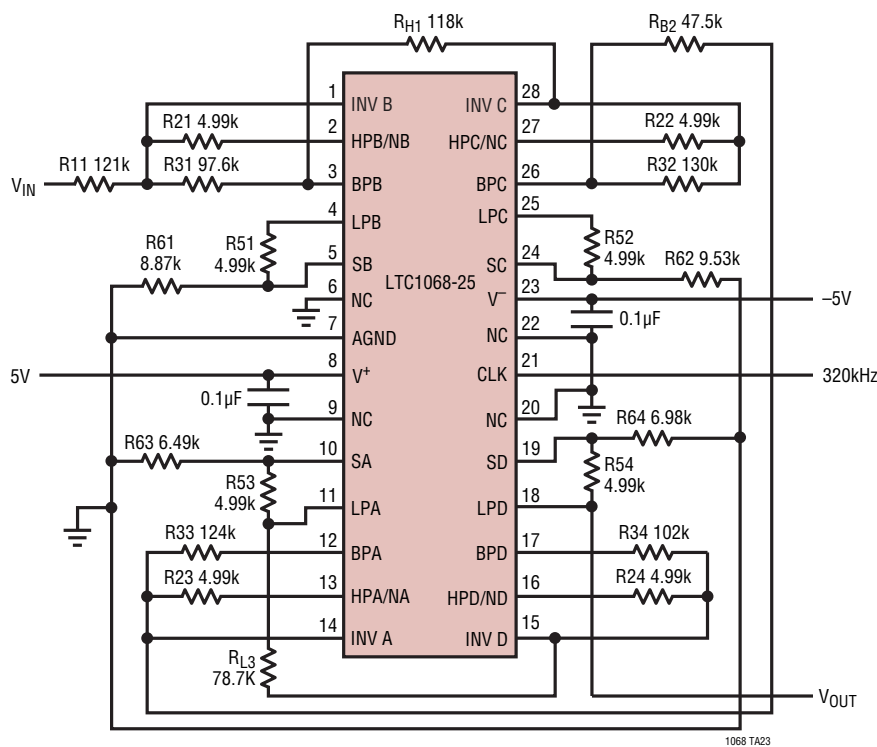 RH1 118k
RB2 47.5k
1 INV B
INV C 28
R21 4.99k
2 HPB/NB
HPC/NC 27
R22 4.99k
R11 121k
R31 97.6k
3 BPB
BPC 26
R32 130k
VIN
4 LPB
LPC 25
R61 8.87k
R51 4.99k
5 SB
SC 24
R52 4.99k
R62 9.53k
LTC1068-25
6 NC
V– 23
–5V
7 AGND
NC 22
0.1µF
5V
8 V+
CLK 21
320kHz
0.1µF
9 NC
NC 20
R63 6.49k
10 SA
SD 19
R64 6.98k
R53 4.99k
R54 4.99k
11 LPA
LPD 18
R33 124k
12 BPA
BPD 17
R34 102k
R23 4.99k
13 HPA/NA
HPD/ND 16
R24 4.99k
14 INV A
INV D 15
RL3 78.7K
VOUT
1068 TA23